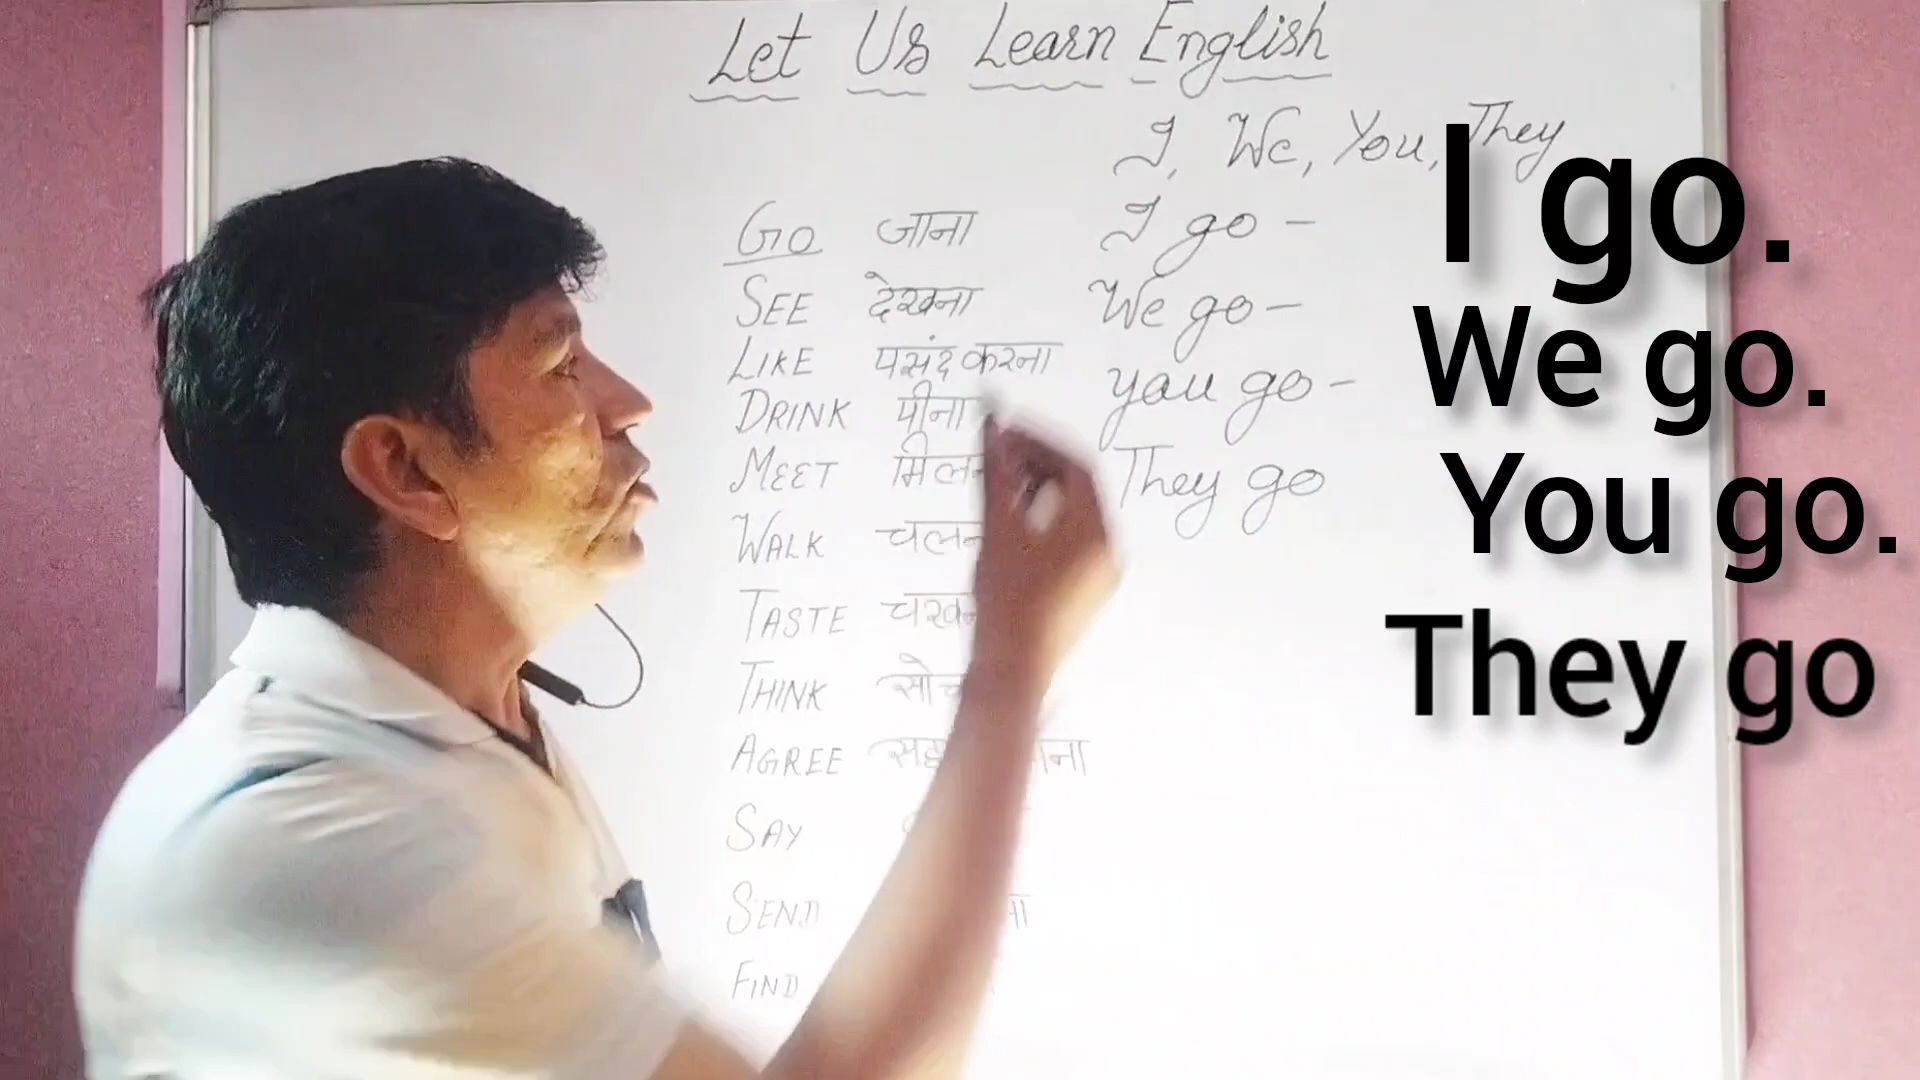 Let Us Learn English
I, We, You, They
GO जाना
SEE देखना
LIKE पसंद करना
DRINK पीना
MEET
WALK
TASTE
THINK
AGREE
SAY
SEND
FIND
I go -
We go -
you go -
They go
I go.
We go.
You go.
They go